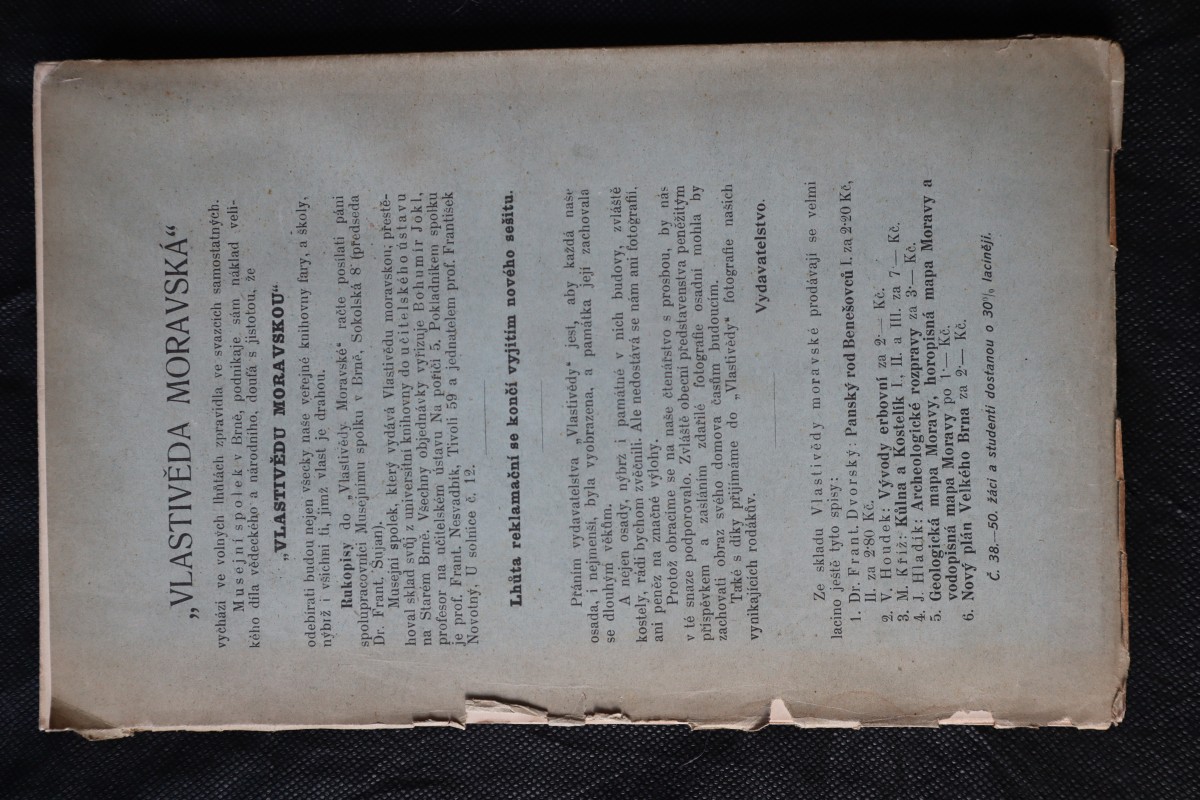 „VLASTIVĚDA MORAVSKÁ“
vychází ve volných lhůtách zpravidla ve svazcích samostatných.
Musejní spolek v Brně, podnikaje sám náklad veli-
kého díla vědeckého a národního, doufá s jistotou, že
„VLASTIVĚDU MORAVSKOU“
odebírati budou nejen všecky naše veřejné knihovny fary, a školy,
nýbrž i všichni ti, jimž vlast je drahou.
Rukopisy do „Vlastivědy Moravské“ račte posílati páni
spolupracovníci Musejnímu spolku v Brně, Sokolská 8 (předseda
Dr. Frant. Šujan).
Musejní spolek, který vydává Vlastivědu moravskou, přestě-
hoval sklad svůj z universitní knihovny do učitelského ústavu
na Starém Brně. Všechny objednávky vyřizuje Bohumír Jokl,
profesor na učitelském ústavu Na poříčí 5. Pokladníkem spolku
je prof. Frant. Nesvadbík, Tivoli 59 a jednatelem prof. František
Novotný, U solnice č. 12.
Lhůta reklamační se končí vyjitím nového sešitu.
Přáním vydavatelstva „Vlastivědy“ jest, aby každá naše
osada, i nejmenší, byla vyobrazena, a památka její zachovala
se dlouhým věkům.
A nejen osady, nýbrž i památné v nich budovy, zvláště
kostely, rádi bychom zvěčnili. Ale nedostává se nám ani fotografií,
ani peněz na značné výlohy.
Protož obracíme se na naše čtenářstvo s prosbou, by nás
v té snaze podporovalo. Zvláště obecní představenstva peněžitým
příspěvkem a zasláním zdařilé fotografie osadní mohla by
zachovati obraz svého domova časům budoucím.
Také s díky přijímáme do „Vlastivědy“ fotografie našich
vynikajících rodákův.
Vydavatelstvo.
Ze skladu Vlastivědy moravské prodávají se velmi
lacino ještě tyto spisy:
1. Dr. Frant. Dvorský: Panský rod Benešovců I. za 2·20 Kč,
II. za 2·80 Kč.
2. V. Houdek: Vývody erbovní za 2·— Kč.
3. M. Kříž: Kůlna a Kostelík I., II. a III. za 7·— Kč.
4. J. Hladík: Archeologické rozpravy za 3·— Kč.
5. Geologická mapa Moravy, horopisná mapa Moravy a
vodopisná mapa Moravy po 1·— Kč.
6. Nový plán Velkého Brna za 2·— Kč.
Č. 38.—50. žáci a studenti dostanou o 30% laciněji.